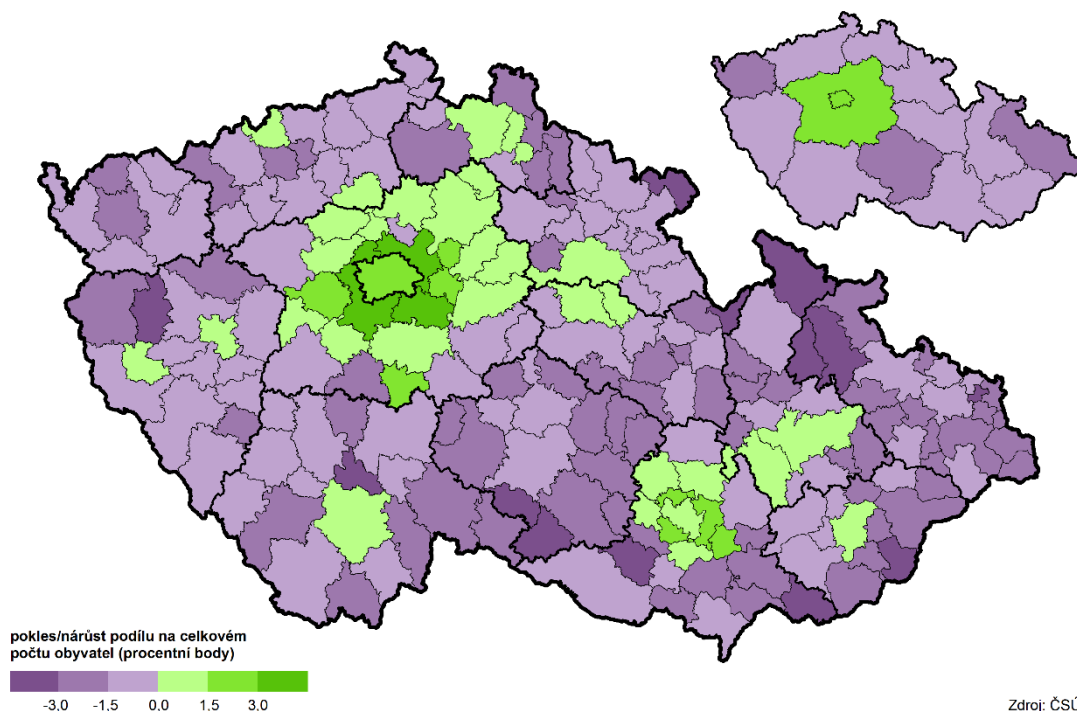 pokles/nárůst podílu na celkovém
počtu obyvatel (procentní body)
-3,0 -1,5 0,0 1,5 3,0
Zdroj: ČSÚ